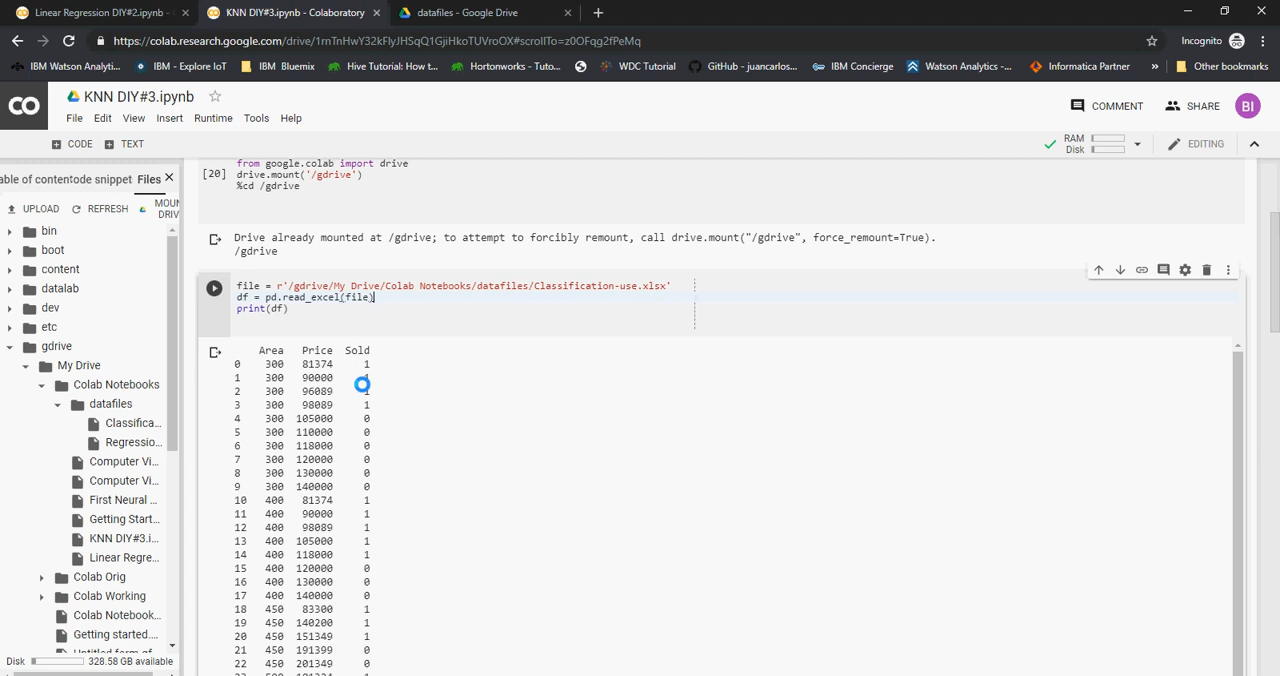 Linear Regression DIY#2.ipynb -
KNN DIY#3.ipynb - Colaboratory
datafiles - Google Drive
https://colab.research.google.com/drive/1rnTnHwY32kFlyJHSqQ1GjiHkoTUVroOX#scrollTo=z0OFqg2fPeMq
Incognito
IBM Watson Analyti...
IBM - Explore IoT
IBM Bluemix
Hive Tutorial: How t...
Hortonworks - Tuto...
WDC Tutorial
GitHub - juancarlos...
IBM Concierge
Watson Analytics -...
Informatica Partner
»
Other bookmarks
CO
KNN DIY#3.ipynb
COMMENT
SHARE
BI
File Edit View Insert Runtime Tools Help
CODE TEXT
RAM
Disk
EDITING
able of contentode snippet Files
UPLOAD REFRESH MOUN
DRIV
bin
boot
content
datalab
dev
etc
gdrive
My Drive
Colab Notebooks
datafiles
Classifica...
Regressio...
Computer Vi...
Computer Vi...
First Neural ...
Getting Start...
KNN DIY#3.i...
Linear Regre...
Colab Orig
Colab Working
Colab Notebook...
Getting started....
Disk 328.58 GB available
from google.colab import drive
[20] drive.mount('/gdrive')
%cd /gdrive
Drive already mounted at /gdrive; to attempt to forcibly remount, call drive.mount("/gdrive", force_remount=True).
/gdrive
file = r'/gdrive/My Drive/Colab Notebooks/datafiles/Classification-use.xlsx'
df = pd.read_excel(file)
print(df)
Area Price Sold
0 300 81374 1
1 300 90000
2 300 96089 1
3 300 98089 1
4 300 105000 0
5 300 110000 0
6 300 118000 0
7 300 120000 0
8 300 130000 0
9 300 140000 0
10 400 81374 1
11 400 90000 1
12 400 98089 1
13 400 105000 1
14 400 118000 1
15 400 120000 0
16 400 130000 0
17 400 140000 0
18 450 83300 1
19 450 140200 1
20 450 151349 1
21 450 191399 0
22 450 201349 0